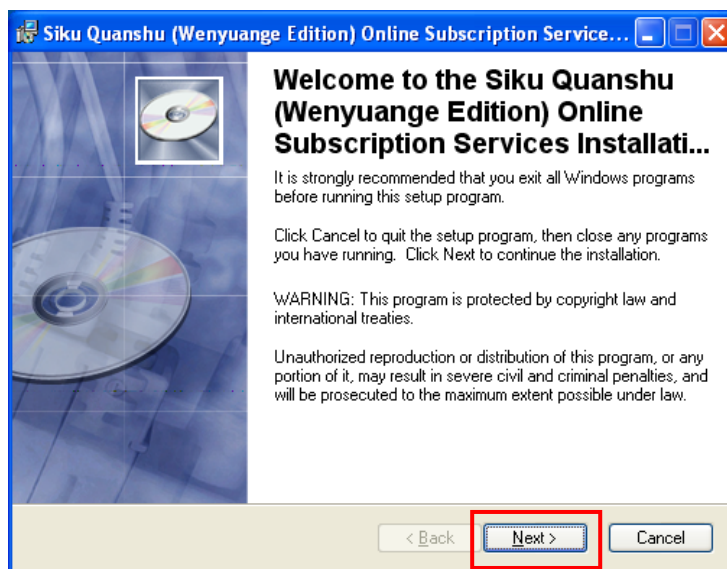 Siku Quanshu (Wenyuange Edition) Online Subscription Service...
Welcome to the Siku Quanshu
(Wenyuange Edition) Online
Subscription Services Installati...
It is strongly recommended that you exit all Windows programs
before running this setup program.
Click Cancel to quit the setup program, then close any programs
you have running.  Click Next to continue the installation.
WARNING: This program is protected by copyright law and
international treaties.
Unauthorized reproduction or distribution of this program, or any
portion of it, may result in severe civil and criminal penalties, and
will be prosecuted to the maximum extent possible under law.
< Back Next > Cancel